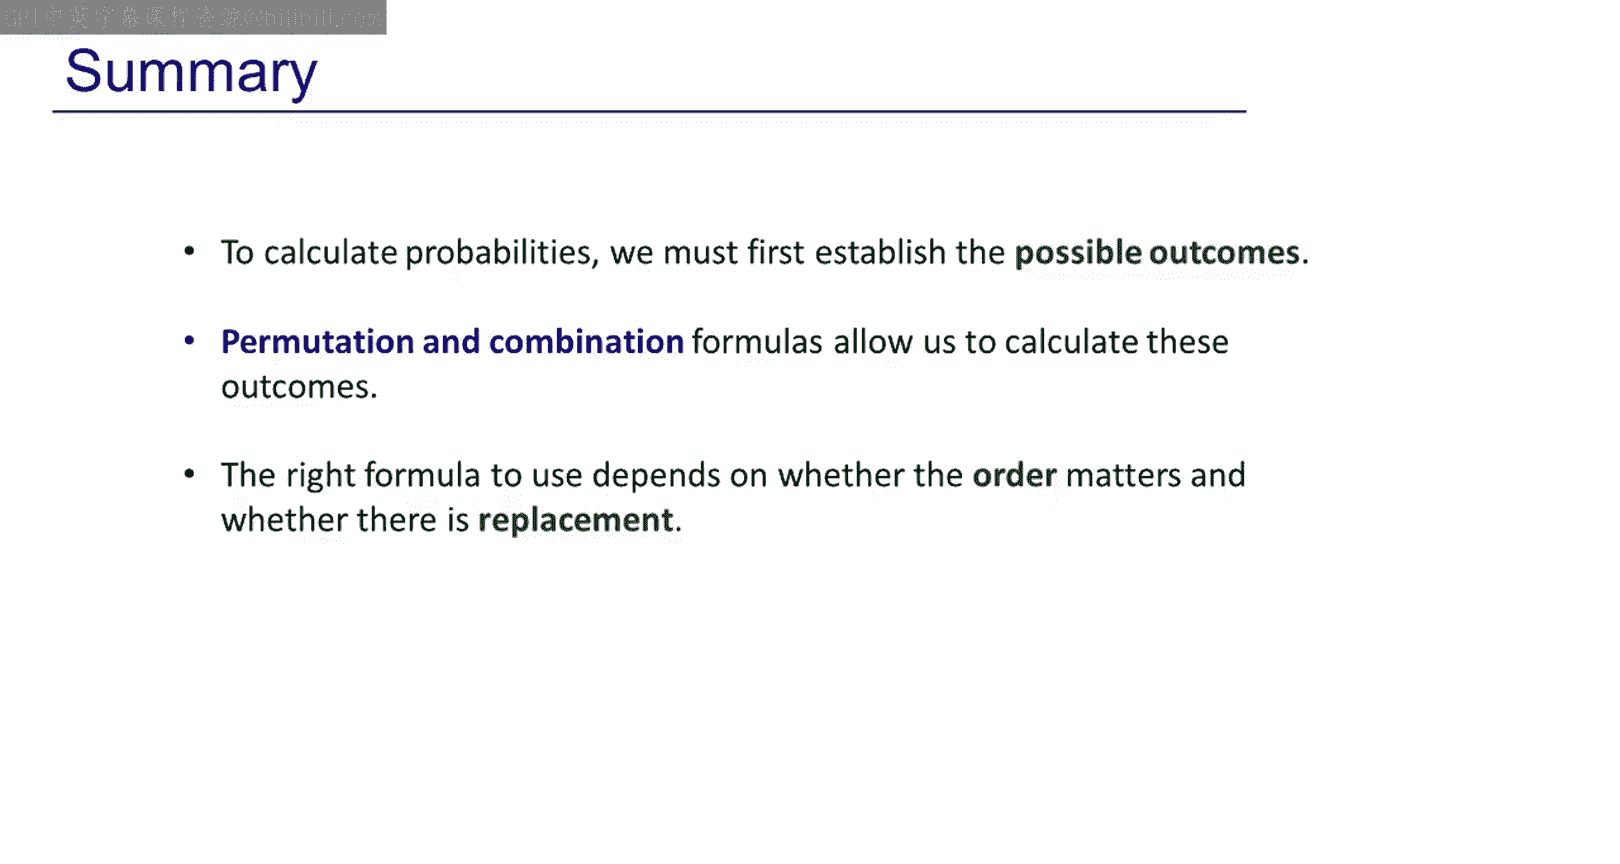 Summary
• To calculate probabilities, we must first establish the possible outcomes.
• Permutation and combination formulas allow us to calculate these
outcomes.
• The right formula to use depends on whether the order matters and
whether there is replacement.